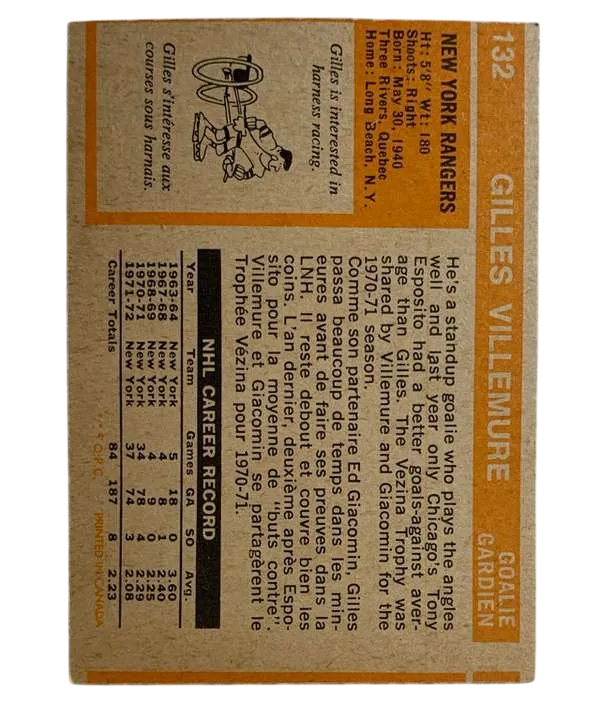 132 GILLES VILLEMURE GOALIE
GARDIEN
NEW YORK RANGERS
Ht: 5'8" Wt: 180
Shoots: Right
Born: May 30, 1940
Three Rivers, Quebec
Home: Long Beach, N.Y.
Gilles is interested in
harness racing.
Gilles s'intéresse aux
courses sous harnais.
He's a standup goalie who plays the angles
well and last year only Chicago's Tony
Esposito had a better goals-against aver-
age than Gilles. The Vezina Trophy was
shared by Villemure and Giacomin for the
1970-71 season.
Comme son partenaire Ed Giacomin, Gilles
passa beaucoup de temps dans les min-
eures avant de faire ses preuves dans la
LNH. Il reste debout et couvre bien les
coins. L'an dernier, deuxième après Espo-
sito pour la moyenne de "buts contre".
Villemure et Giacomin se partagèrent le
Trophée Vézina pour 1970-71.
NHL CAREER RECORD
Year Team Games GA SO Avg.
1963-64 New York 5 18 0 3.60
1967-68 New York 4 8 1 2.40
1968-69 New York 4 9 0 2.25
1970-71 New York 34 78 4 2.29
1971-72 New York 37 74 3 2.08
Career Totals 84 187 8 2.23
© O.P.C. PRINTED IN CANADA